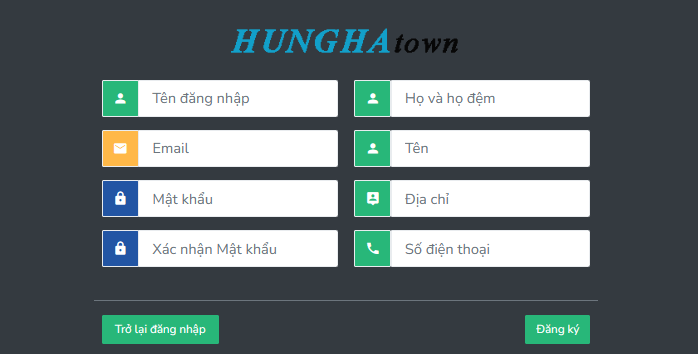 HUNGHAtown
Tên đăng nhập
Họ và họ đệm
Email
Tên
Mật khẩu
Địa chỉ
Xác nhận Mật khẩu
Số điện thoại
Trở lại đăng nhập
Đăng ký